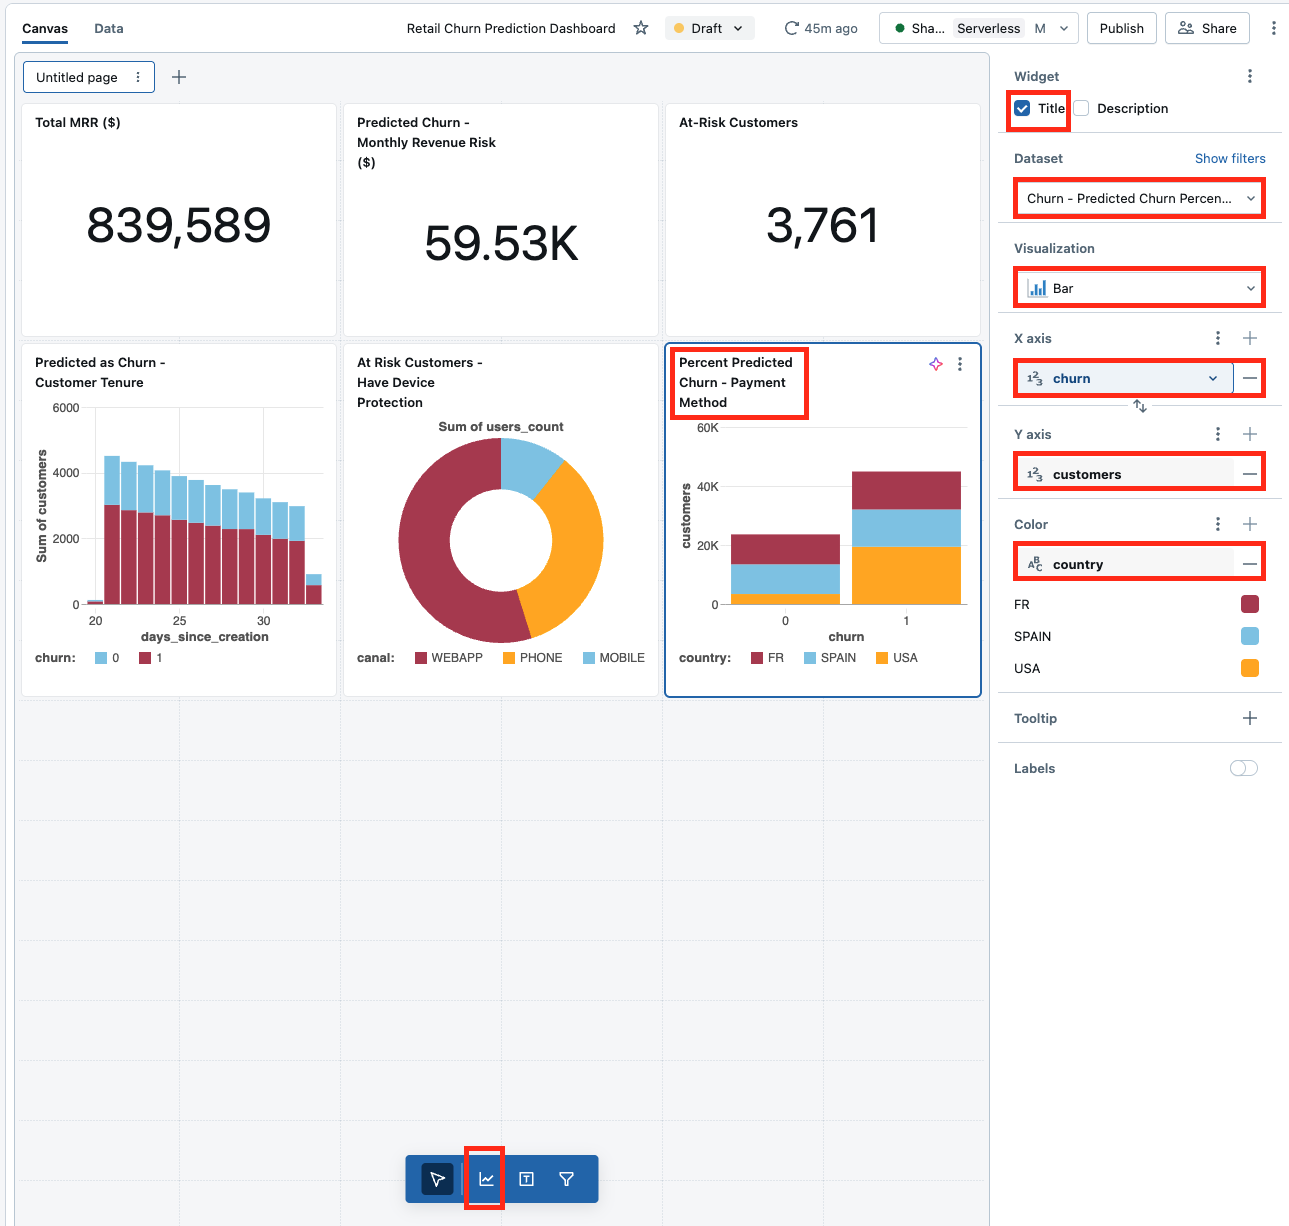 Canvas
Data
Retail Churn Prediction Dashboard
Draft
45m ago
Sha...
Serverless
M
Publish
Share
Untitled page
Total MRR ($)
839,589
Predicted Churn -
Monthly Revenue Risk
($)
59.53K
At-Risk Customers
3,761
Predicted as Churn -
Customer Tenure
Sum of customers
6000
4000
2000
0
20
25
30
days_since_creation
churn:
0
1
At Risk Customers -
Have Device
Protection
Sum of users_count
canal:
WEBAPP
PHONE
MOBILE
Percent Predicted
Churn - Payment
Method
customers
60K
40K
20K
0
0
1
churn
country:
FR
SPAIN
USA
Widget
Title
Description
Dataset
Show filters
Churn - Predicted Churn Percen...
Visualization
Bar
X axis
123
churn
Y axis
123
customers
Color
ABC
country
FR
SPAIN
USA
Tooltip
Labels
T